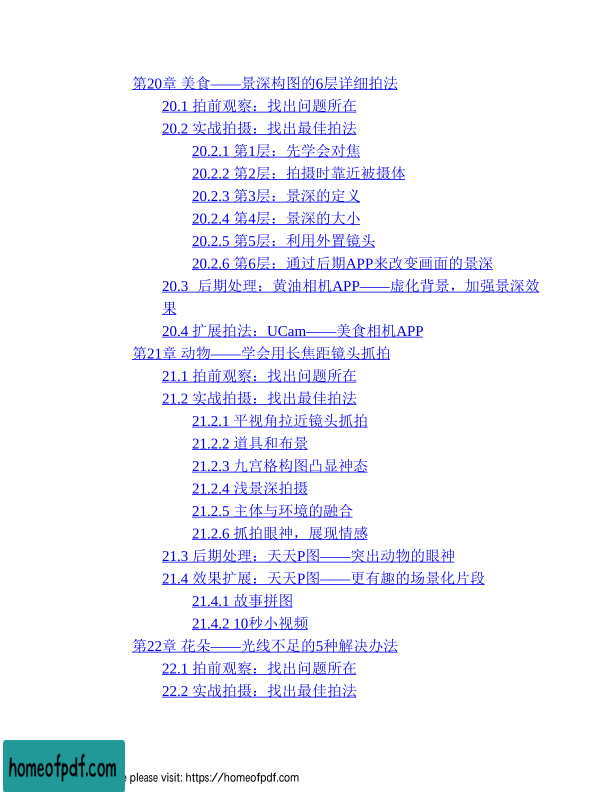 第20章 美食——景深构图的6层详细拍法
20.1 拍前观察：找出问题所在
20.2 实战拍摄：找出最佳拍法
20.2.1 第1层：先学会对焦
20.2.2 第2层：拍摄时靠近被摄体
20.2.3 第3层：景深的定义
20.2.4 第4层：景深的大小
20.2.5 第5层：利用外置镜头
20.2.6 第6层：通过后期APP来改变画面的景深
20.3 后期处理：黄油相机APP——虚化背景，加强景深效
果
20.4 扩展拍法：UCam——美食相机APP
第21章 动物——学会用长焦距镜头抓拍
21.1 拍前观察：找出问题所在
21.2 实战拍摄：找出最佳拍法
21.2.1 平视角拉近镜头抓拍
21.2.2 道具和布景
21.2.3 九宫格构图凸显神态
21.2.4 浅景深拍摄
21.2.5 主体与环境的融合
21.2.6 抓拍眼神，展现情感
21.3 后期处理：天天P图——突出动物的眼神
21.4 效果扩展：天天P图——更有趣的场景化片段
21.4.1 故事拼图
21.4.2 10秒小视频
第22章 花朵——光线不足的5种解决办法
22.1 拍前观察：找出问题所在
22.2 实战拍摄：找出最佳拍法
homeofpdf.com
please visit: https://homeofpdf.com